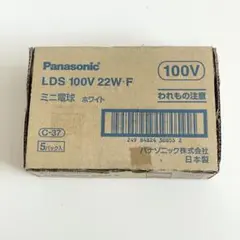 Panasonic
100V
LDS 100V 22W・F
われもの注意
ミニ電球 ホワイト
C-37
5パック入
パナソニック株式会社
日本製